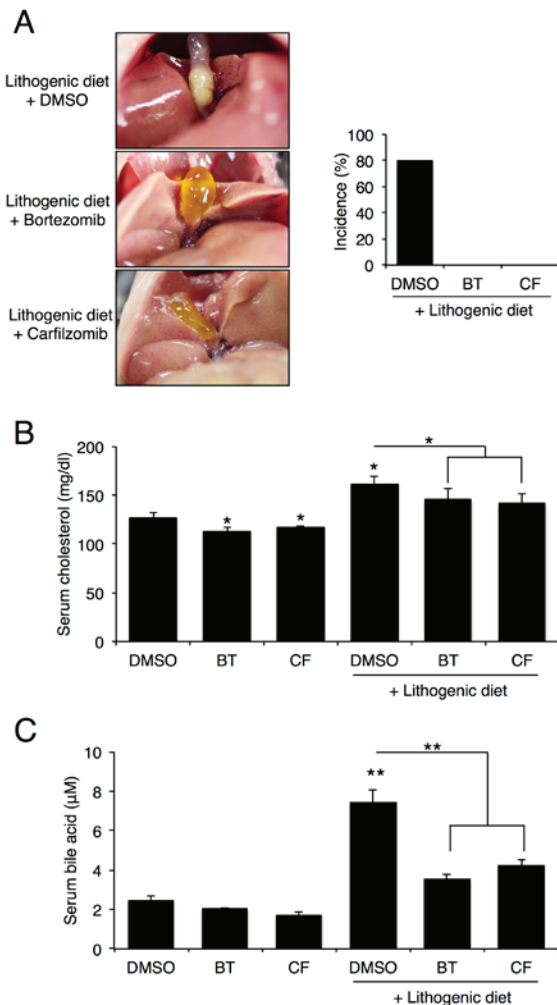 A
Lithogenic diet
+ DMSO
Lithogenic diet
+ Bortezomib
Lithogenic diet
+ Carfilzomib
Incidence (%)
100
80
60
40
20
0
DMSO BT CF
+ Lithogenic diet
B
Serum cholesterol (mg/dl)
200
150
100
50
0
* * * *
DMSO BT CF DMSO BT CF
+ Lithogenic diet
C
Serum bile acid (µM)
10
8
6
4
2
0
** **
DMSO BT CF DMSO BT CF
+ Lithogenic diet